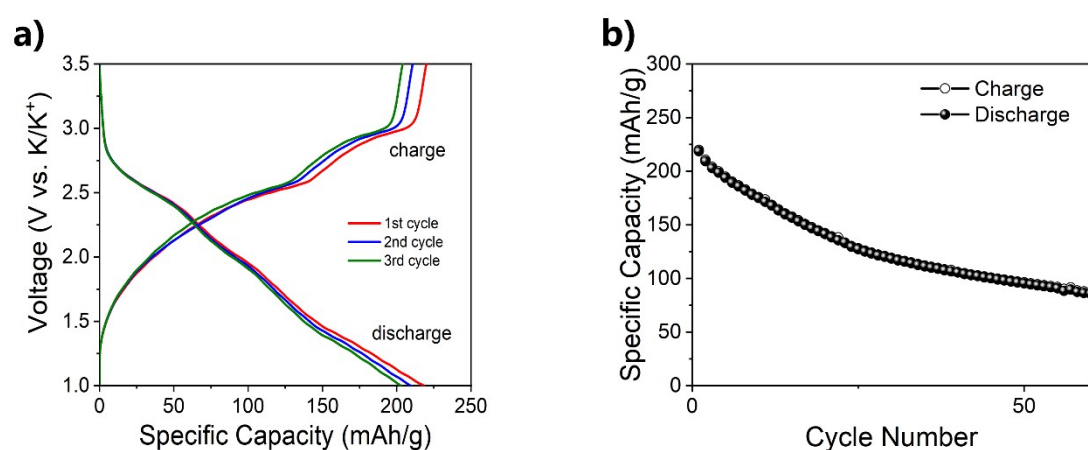 a)
Voltage (V vs. K/K⁺)
3.5
3.0
2.5
2.0
1.5
1.0
charge
1st cycle
2nd cycle
3rd cycle
discharge
0 50 100 150 200 250
Specific Capacity (mAh/g)
b)
Specific Capacity (mAh/g)
300
250
200
150
100
50
0
Charge
Discharge
0 50
Cycle Number